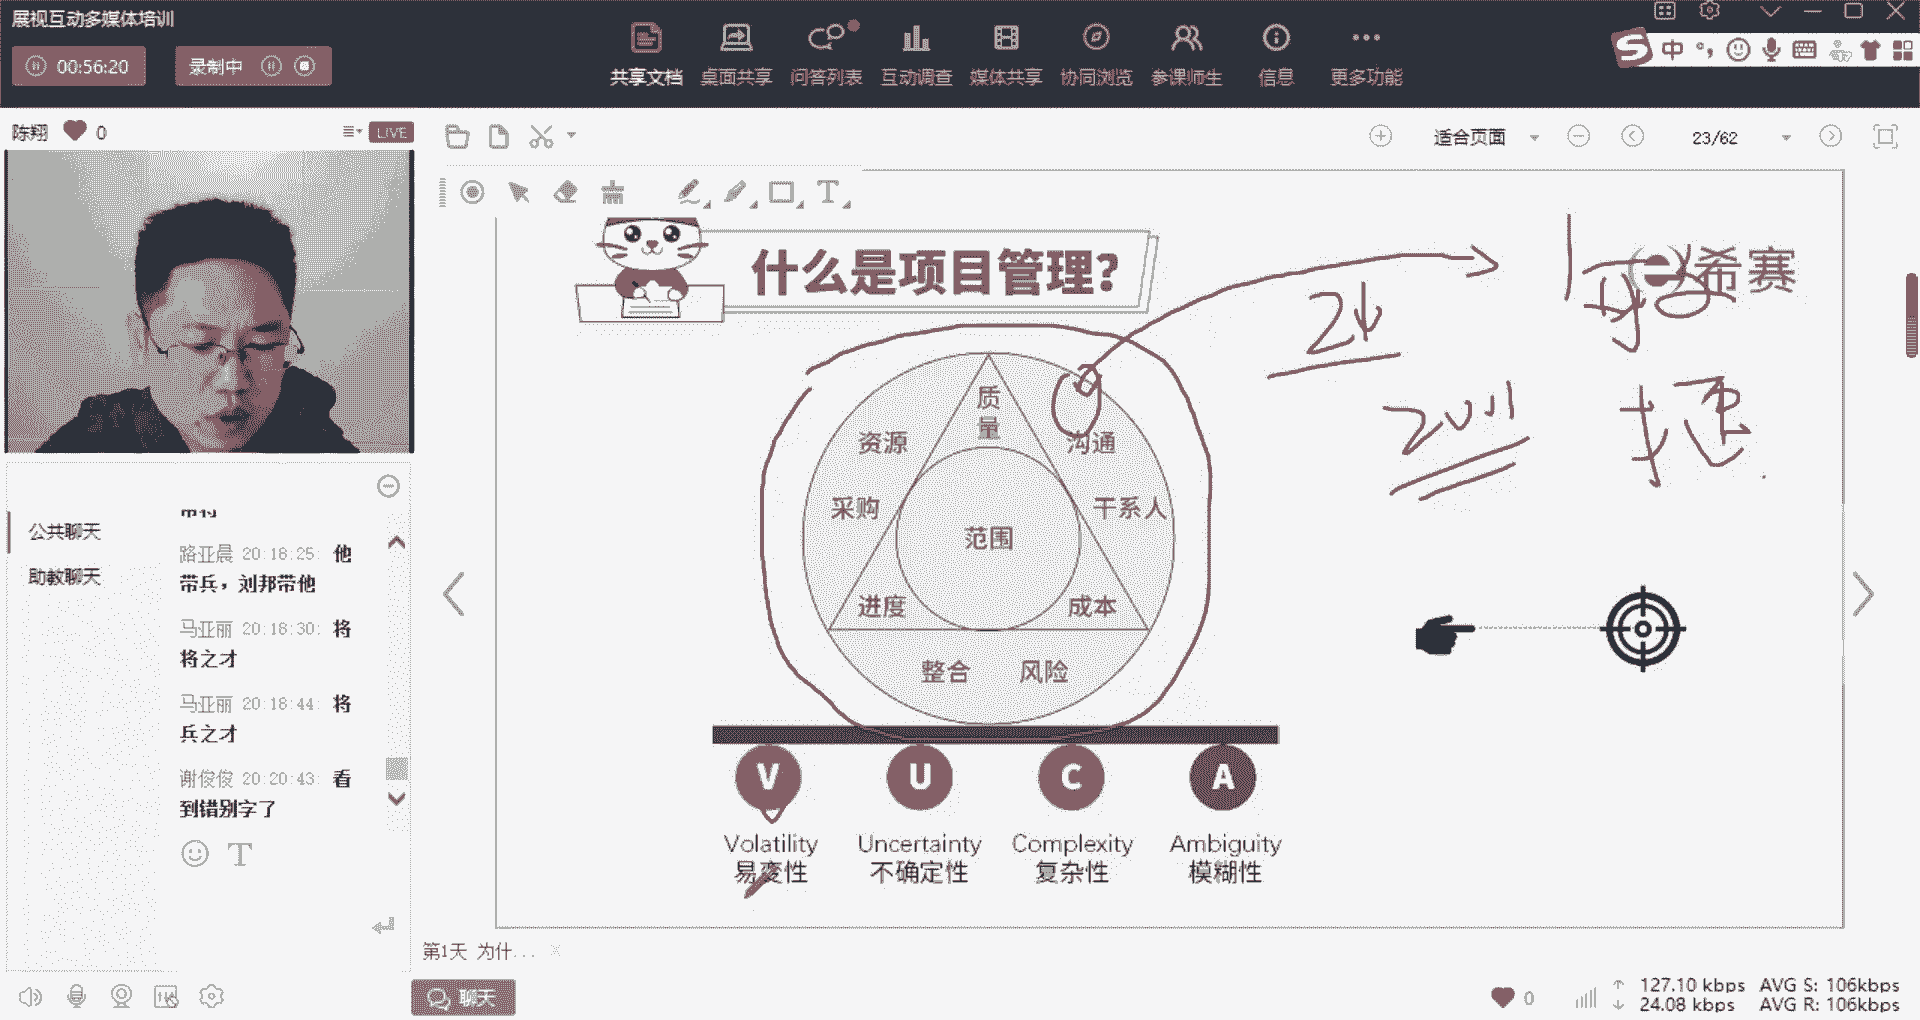 展视互动多媒体培训
00:56:20
录制中
共享文档 桌面共享 问答列表 互动调查 媒体共享 协同浏览 参课师生 信息 更多功能
中
陈翔 0
LIVE
适合页面
23/62
T
什么是项目管理?
希赛
2011
质量
资源
沟通
采购
干系人
范围
进度
成本
整合
风险
V U C A
Volatility Uncertainty Complexity Ambiguity
易变性 不确定性 复杂性 模糊性
公共聊天
助教聊天
路亚晨 20:18:25: 他
带兵，刘邦带他
马亚丽 20:18:30: 将
将之才
马亚丽 20:18:44: 将
兵之才
谢俊俊 20:20:43: 看
到错别字了
T
第1天 为什...
聊天
0
127.10 kbps AVG S: 106kbps
24.08 kbps AVG R: 106kbps